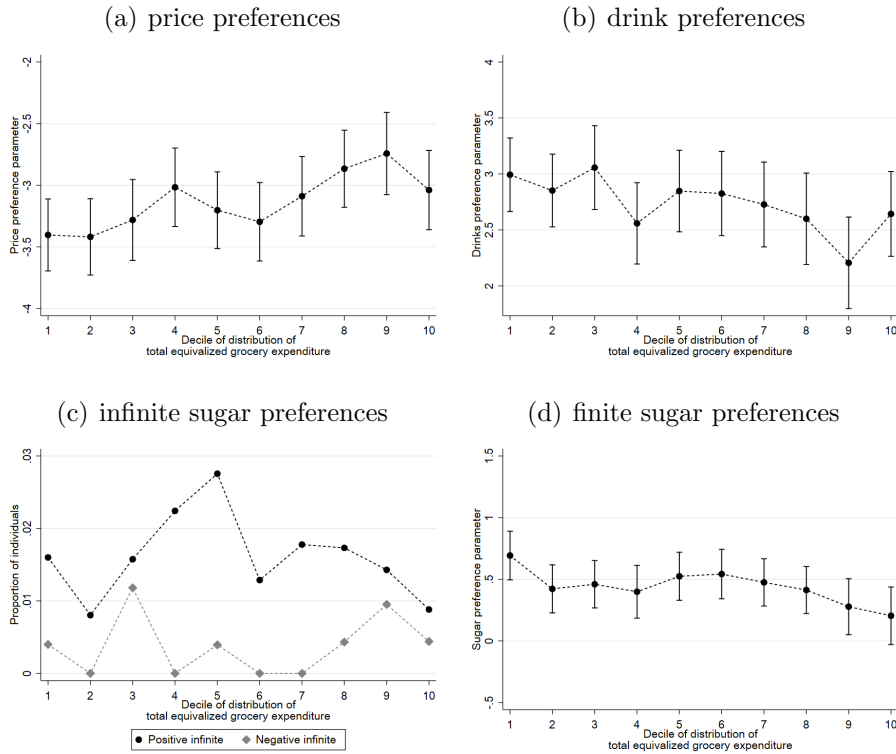 (a) price preferences
Price preference parameter
-2
-2.5
-3
-3.5
-4
1 2 3 4 5 6 7 8 9 10
Decile of distribution of
total equivalized grocery expenditure
(b) drink preferences
Drinks preference parameter
4
3.5
3
2.5
2
1 2 3 4 5 6 7 8 9 10
Decile of distribution of
total equivalized grocery expenditure
(c) infinite sugar preferences
Proportion of individuals
.03
.02
.01
0
1 2 3 4 5 6 7 8 9 10
Decile of distribution of
total equivalized grocery expenditure
Positive infinite Negative infinite
(d) finite sugar preferences
Sugar preference parameter
1.5
1
.5
0
-.5
1 2 3 4 5 6 7 8 9 10
Decile of distribution of
total equivalized grocery expenditure